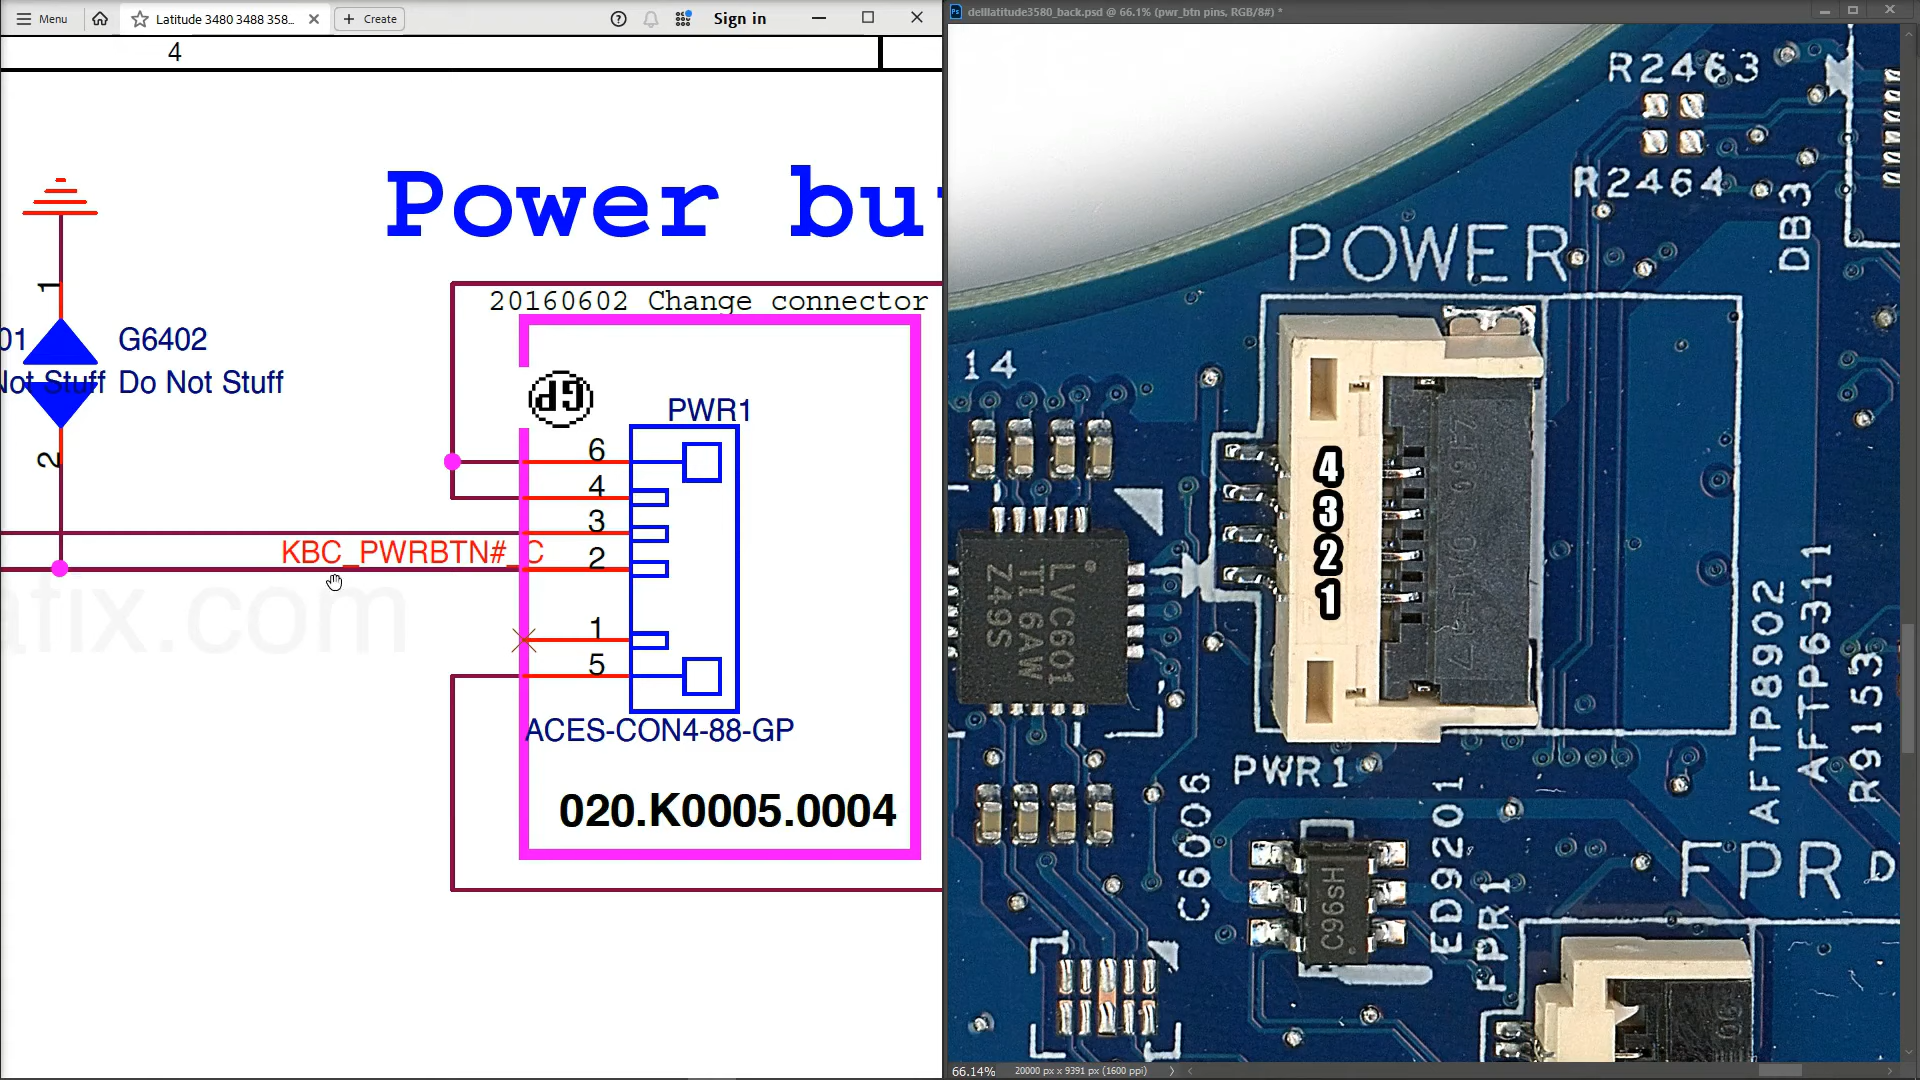 Menu
Latitude 3480 3488 358...
Create
Sign in
4
Power bu
20160602 Change connector
1
01
G6402
Not Stuff
Do Not Stuff
2
GP
PWR1
6
4
3
KBC_PWRBTN#_C
2
1
5
afix.com
ACES-CON4-88-GP
020.K0005.0004
Ps
delllatitude3580_back.psd @ 66.1% (pwr_btn pins, RGB/8#) *
R2463
R2464
DB3
POWER
14
4
3
2
1
LVC601
TI 6AW
Z49S
PWR1
C6006
ED9201
C96sH
FPR1
AFTP8902
AFTP6311
R9153
FPR D
66.14%
20000 px x 9391 px (1600 ppi)